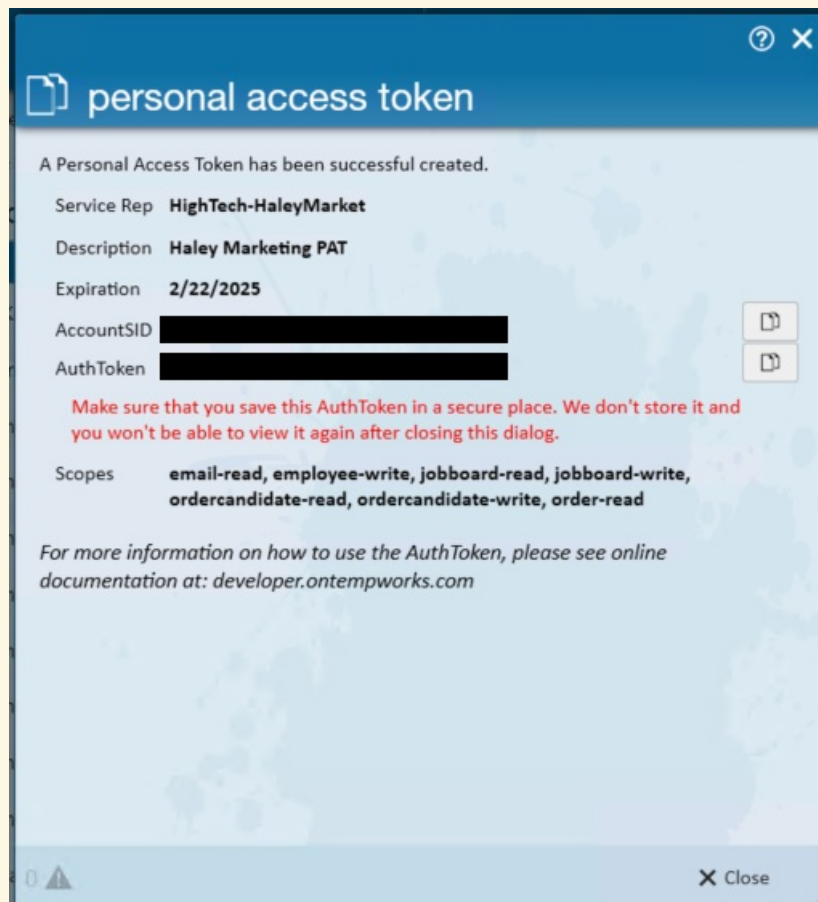 personal access token
A Personal Access Token has been successful created.
Service Rep HighTech-HaleyMarket
Description Haley Marketing PAT
Expiration 2/22/2025
AccountSID
AuthToken
Make sure that you save this AuthToken in a secure place. We don't store it and
you won't be able to view it again after closing this dialog.
Scopes email-read, employee-write, jobboard-read, jobboard-write,
ordercandidate-read, ordercandidate-write, order-read
For more information on how to use the AuthToken, please see online
documentation at: developer.ontempworks.com
0
Close